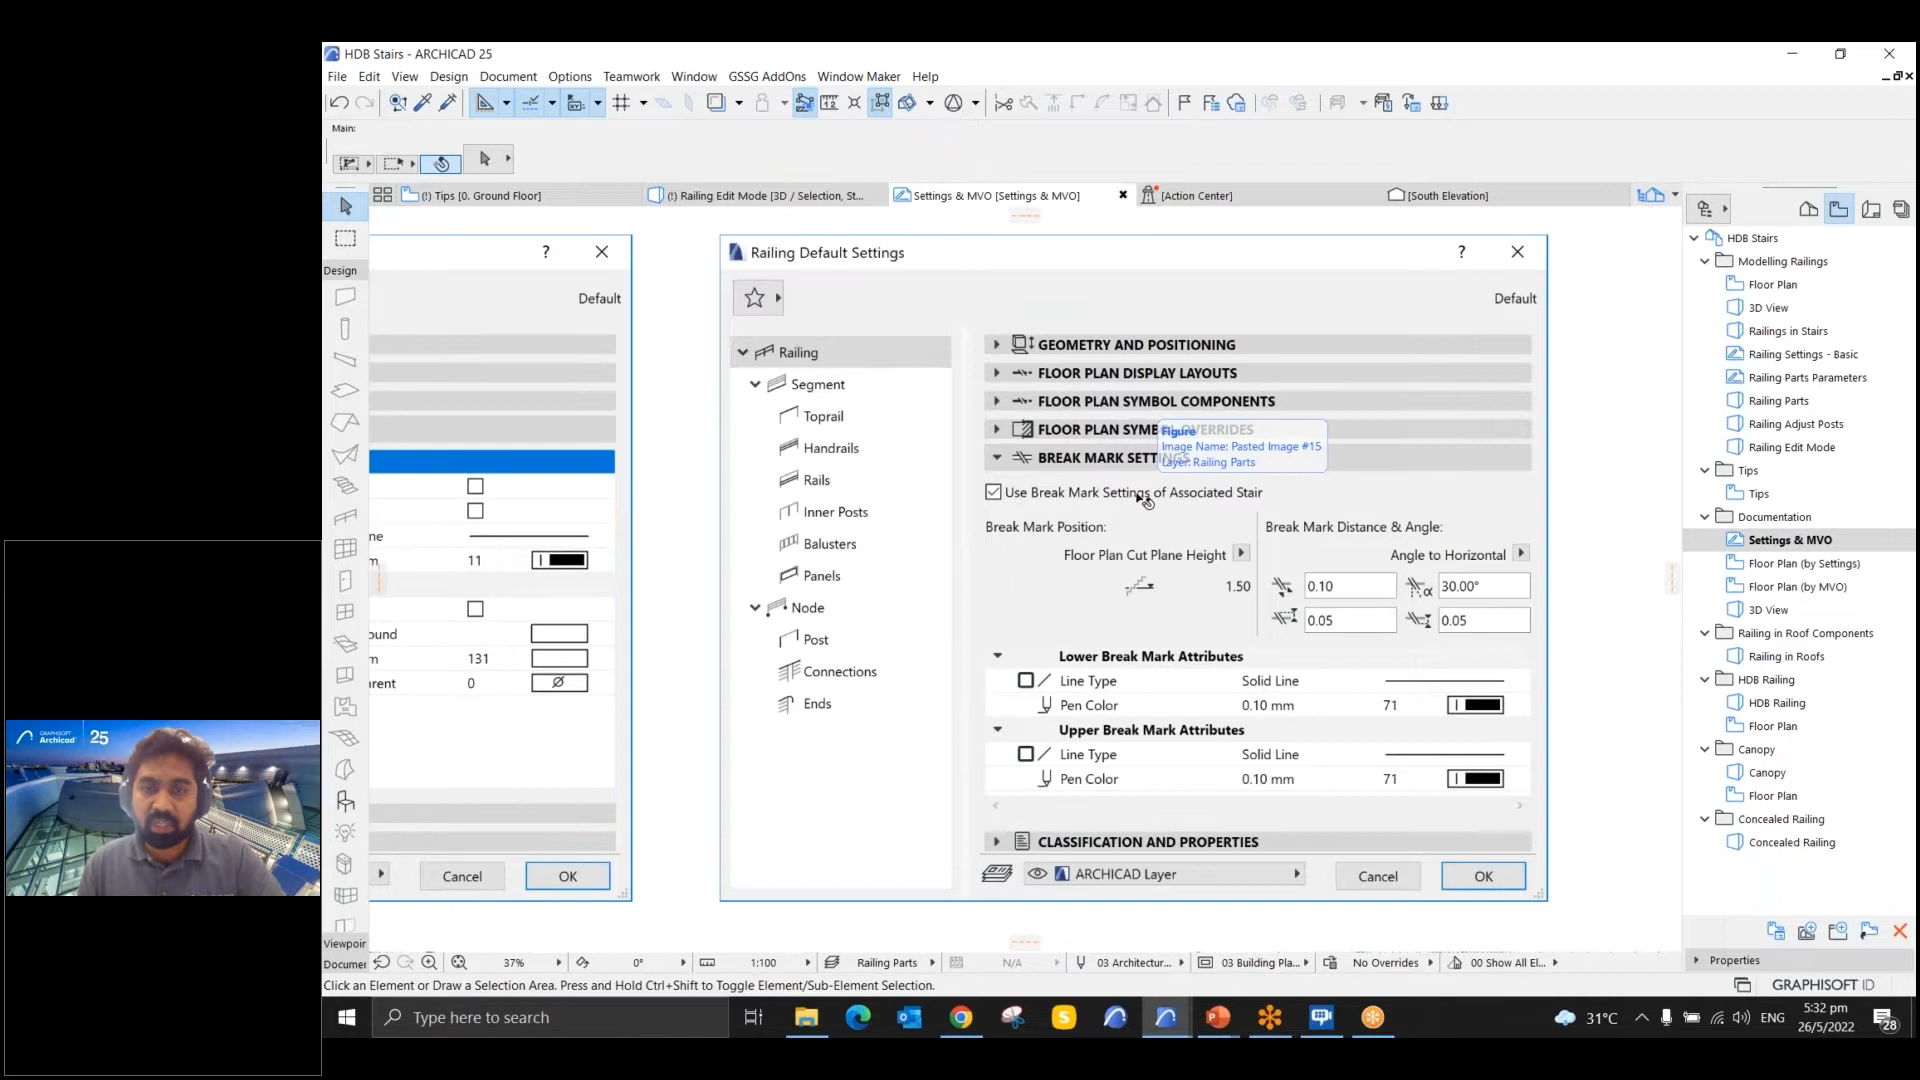 HDB Stairs - ARCHICAD 25
File Edit View Design Document Options Teamwork Window GSSG AddOns Window Maker Help
Main:
(!) Tips [0. Ground Floor]
(!) Railing Edit Mode [3D / Selection, St...
Settings & MVO [Settings & MVO]
[Action Center]
[South Elevation]
Design
Default
ne
m 11
ound
m 131
arent 0
Cancel OK
Railing Default Settings
Default
Railing
Segment
Toprail
Handrails
Rails
Inner Posts
Balusters
Panels
Node
Post
Connections
Ends
GEOMETRY AND POSITIONING
FLOOR PLAN DISPLAY LAYOUTS
FLOOR PLAN SYMBOL COMPONENTS
FLOOR PLAN SYMB OVERRIDES
BREAK MARK SETT
Figure
Image Name: Pasted Image #15
Layer: Railing Parts
Use Break Mark Settings of Associated Stair
Break Mark Position:
Break Mark Distance & Angle:
Floor Plan Cut Plane Height
Angle to Horizontal
1.50
0.10
30.00°
0.05
0.05
Lower Break Mark Attributes
Line Type Solid Line
Pen Color 0.10 mm 71
Upper Break Mark Attributes
Line Type Solid Line
Pen Color 0.10 mm 71
CLASSIFICATION AND PROPERTIES
ARCHICAD Layer
Cancel OK
HDB Stairs
Modelling Railings
Floor Plan
3D View
Railings in Stairs
Railing Settings - Basic
Railing Parts Parameters
Railing Parts
Railing Adjust Posts
Railing Edit Mode
Tips
Tips
Documentation
Settings & MVO
Floor Plan (by Settings)
Floor Plan (by MVO)
3D View
Railing in Roof Components
Railing in Roofs
HDB Railing
HDB Railing
Floor Plan
Canopy
Canopy
Floor Plan
Concealed Railing
Concealed Railing
Properties
GRAPHISOFT
Archicad 25
Viewpoir
Documer
37% 0° 1:100 Railing Parts N/A 03 Architectur... 03 Building Pla... No Overrides 00 Show All El...
Click an Element or Draw a Selection Area. Press and Hold Ctrl+Shift to Toggle Element/Sub-Element Selection.
GRAPHISOFT ID
Type here to search
31°C
ENG
5:32 pm
26/5/2022
28